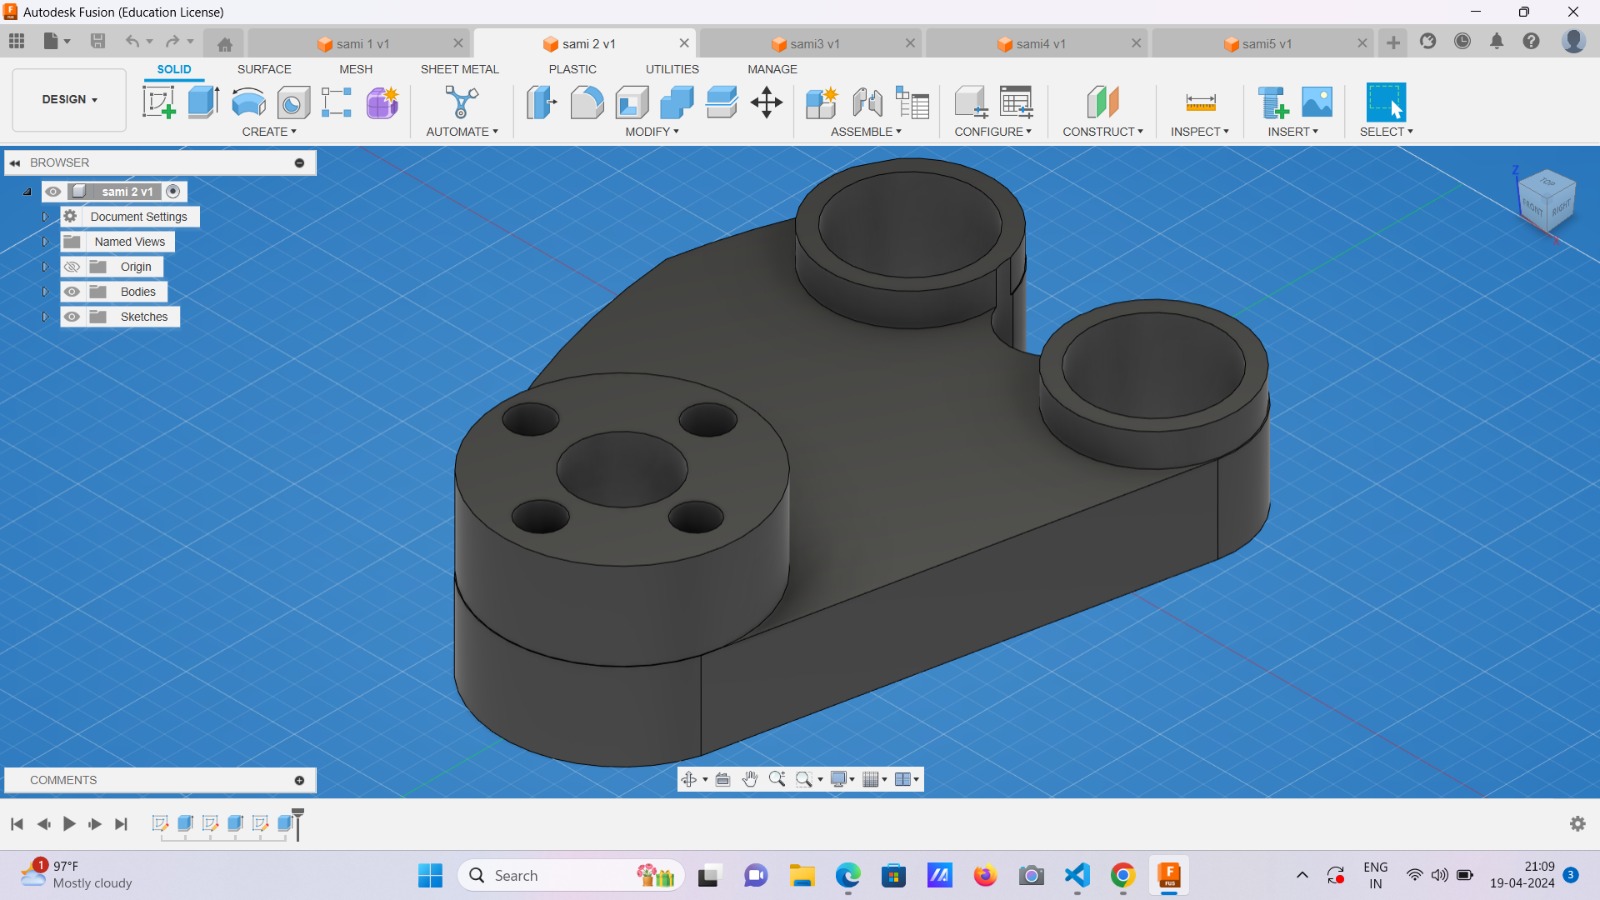 Autodesk Fusion (Education License)
sami 1 v1
sami 2 v1
sami3 v1
sami4 v1
sami5 v1
DESIGN
SOLID
SURFACE
MESH
SHEET METAL
PLASTIC
UTILITIES
MANAGE
CREATE
AUTOMATE
MODIFY
ASSEMBLE
CONFIGURE
CONSTRUCT
INSPECT
INSERT
SELECT
BROWSER
sami 2 v1
Document Settings
Named Views
Origin
Bodies
Sketches
Z
TOP
FRONT
RIGHT
COMMENTS
1
97°F
Mostly cloudy
Search
F
FUS
ENG
IN
21:09
19-04-2024
3